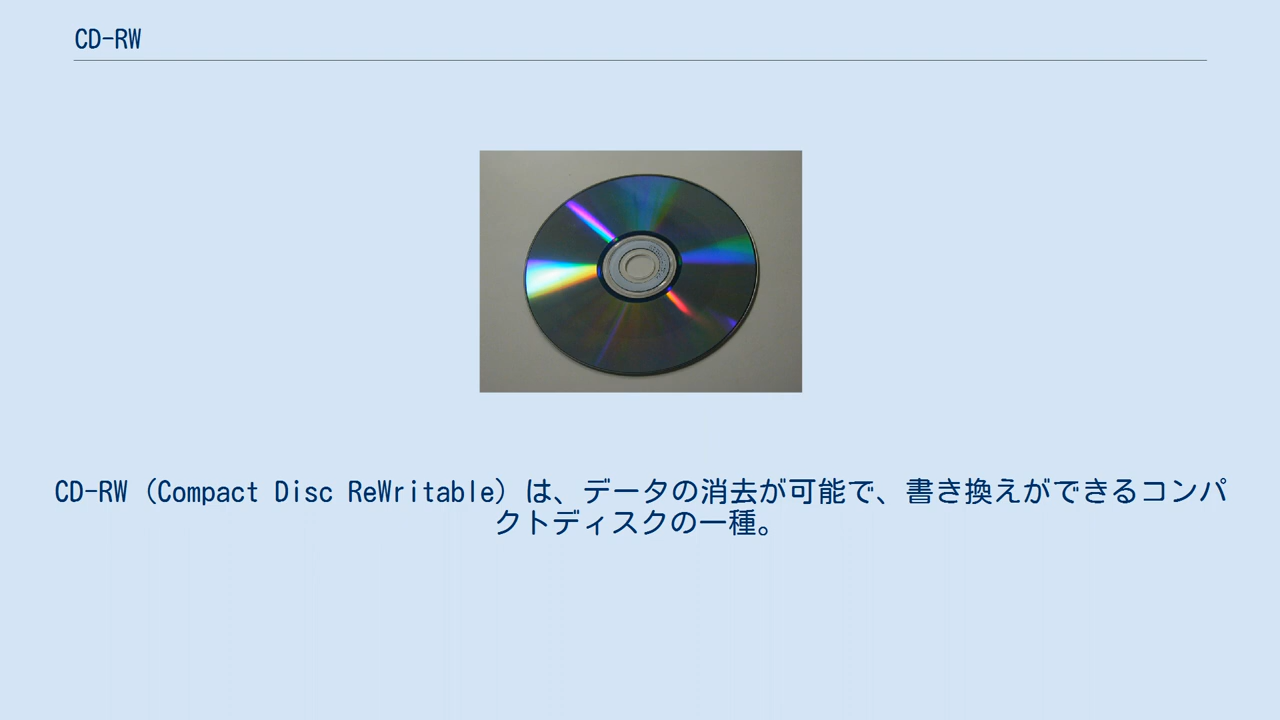 CD-RW
CD-RW（Compact Disc ReWritable）は、データの消去が可能で、書き換えができるコンパ
クトディスクの一種。